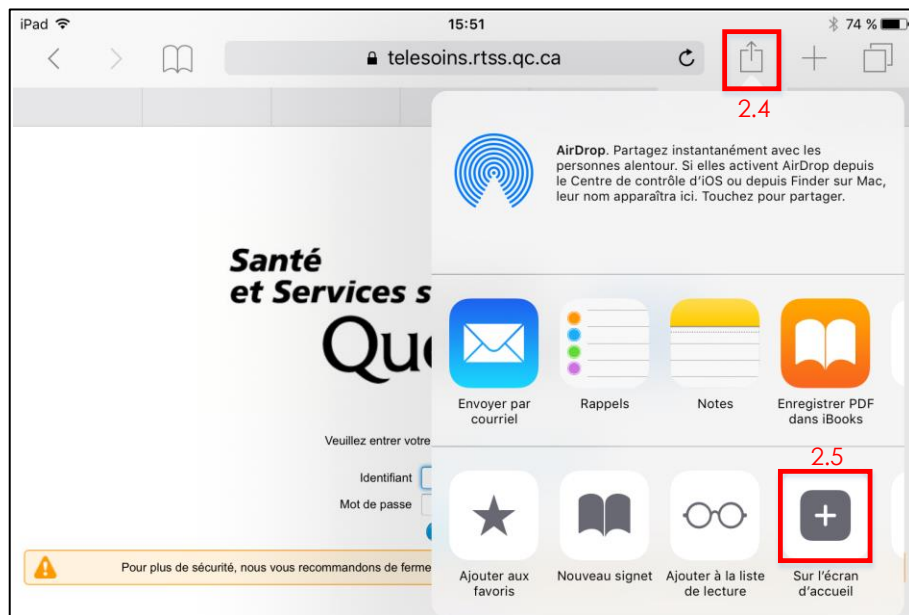 iPad 15:51 74 %
telesoins.rtss.qc.ca
2.4
AirDrop. Partagez instantanément avec les
personnes alentour. Si elles activent AirDrop depuis
le Centre de contrôle d'iOS ou depuis Finder sur Mac,
leur nom apparaîtra ici. Touchez pour partager.
Santé
et Services s
Qu
Envoyer par
courriel
Rappels
Notes
Enregistrer PDF
dans iBooks
2.5
Veuillez entrer votre
Identifiant
Mot de passe
Ajouter aux
favoris
Nouveau signet
Ajouter à la liste
de lecture
Sur l'écran
d'accueil
Pour plus de sécurité, nous vous recommandons de ferme